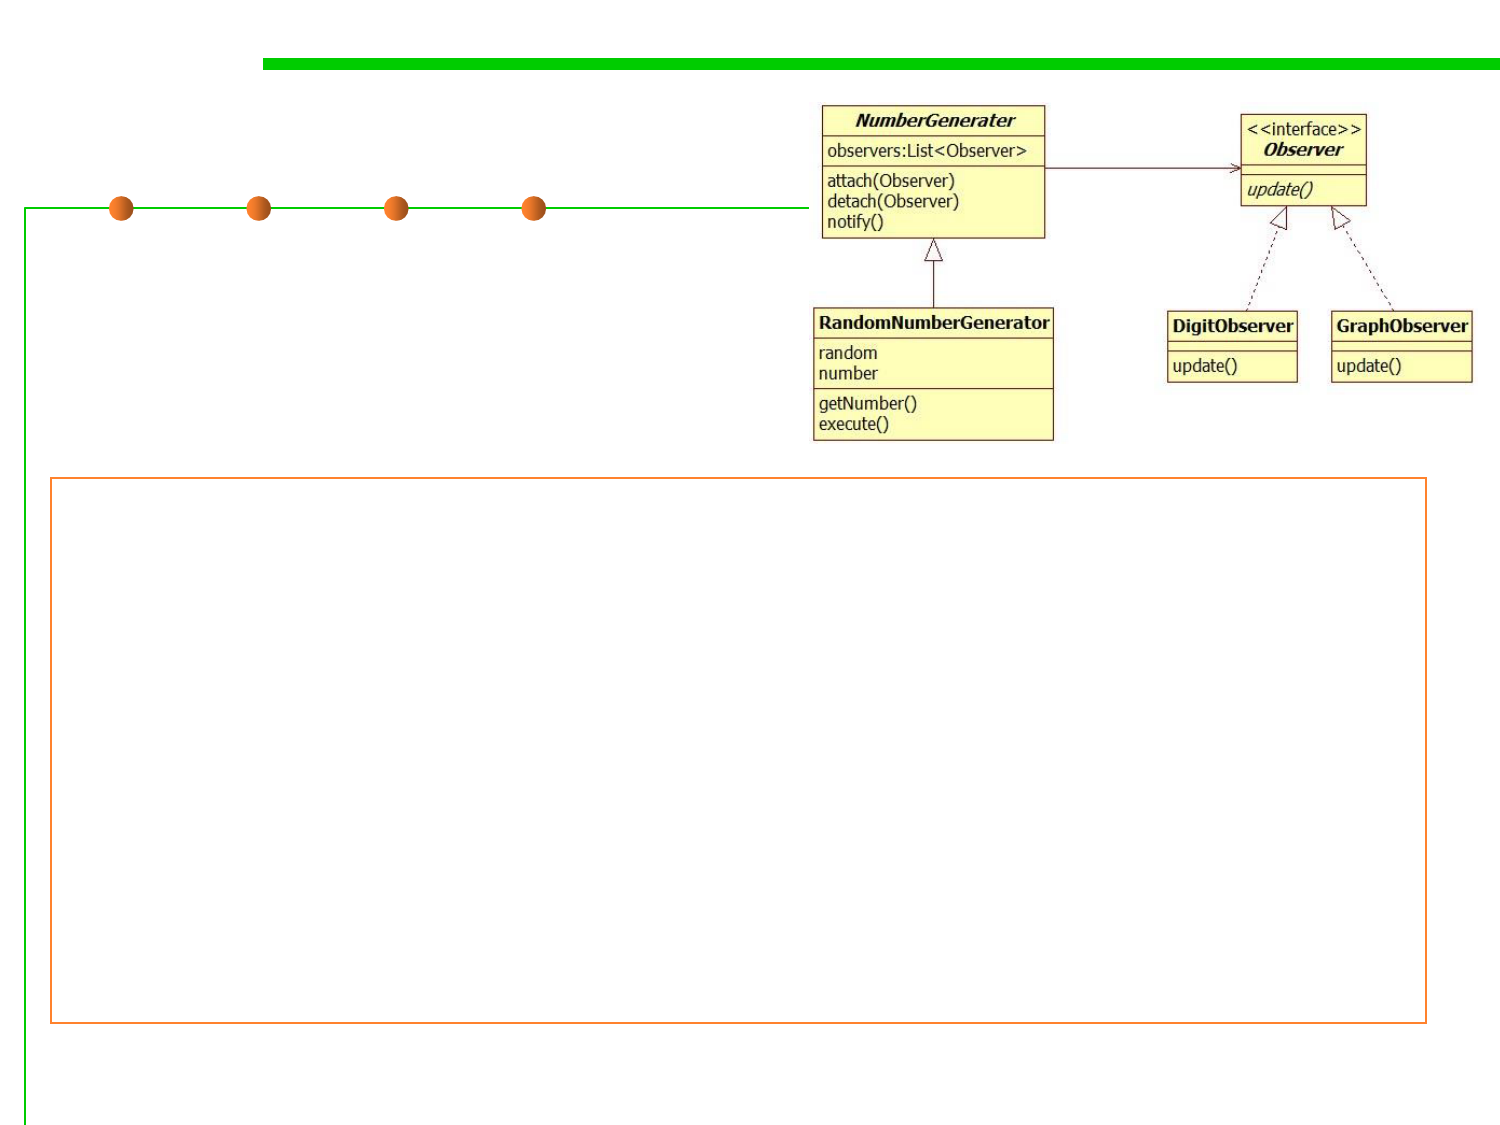 NumberGenerater
observers:List<Observer>
attach(Observer)
detach(Observer)
notify()
<<interface>>
Observer
update()
RandomNumberGenerator
random
number
getNumber()
execute()
DigitObserver
update()
GraphObserver
update()